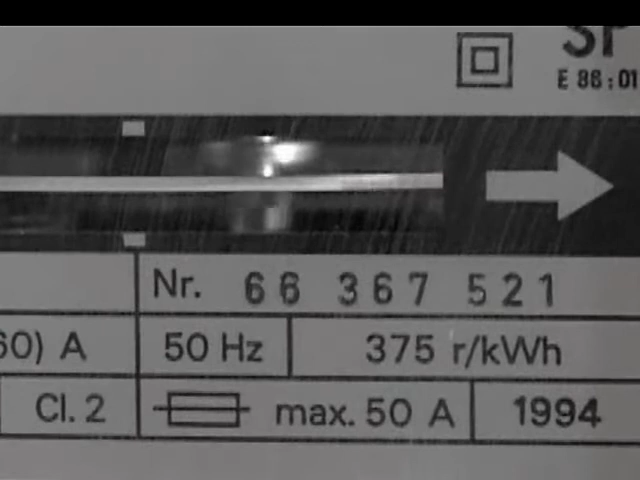 E 88:01
Nr. 66 367 521
60) A 50 Hz 375 r/kWh
Cl. 2 max. 50 A 1994